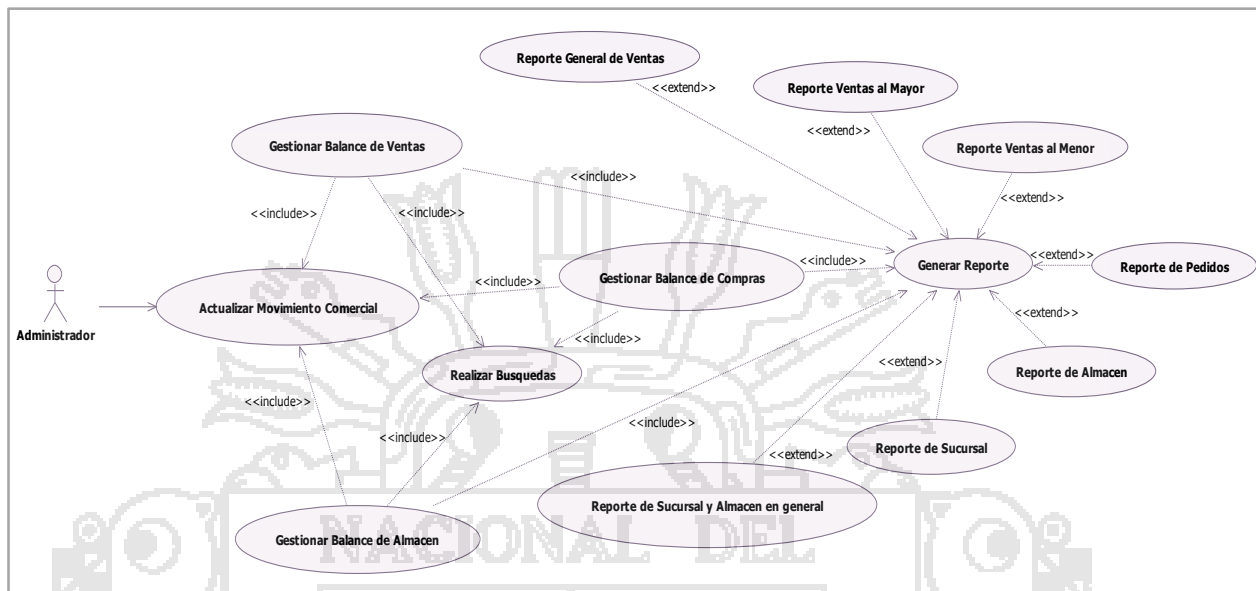 Reporte General de Ventas
<<extend>>
Reporte Ventas al Mayor
<<extend>>
Gestionar Balance de Ventas
Reporte Ventas al Menor
<<include>>
<<extend>>
<<include>>
<<include>>
Gestionar Balance de Compras
<<include>>
Generar Reporte
<<extend>>
Reporte de Pedidos
<<include>>
Actualizar Movimiento Comercial
Administrador
<<extend>>
<<include>>
Realizar Busquedas
<<extend>>
Reporte de Almacen
<<include>>
<<include>>
<<include>>
Reporte de Sucursal
<<extend>>
Reporte de Sucursal y Almacen en general
Gestionar Balance de Almacen
NACIONAL DEL